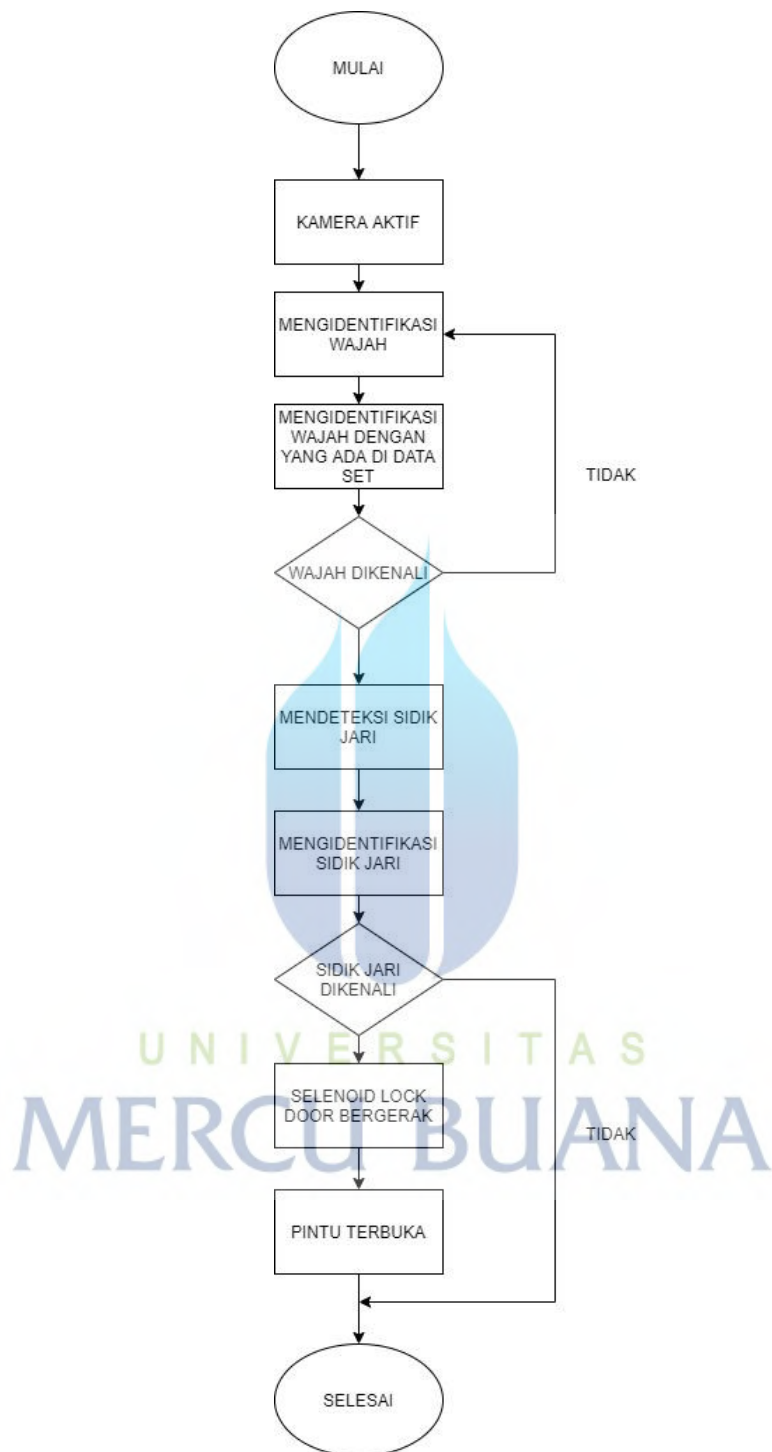 MULAI
KAMERA AKTIF
MENGIDENTIFIKASI
WAJAH
MENGIDENTIFIKASI
WAJAH DENGAN
YANG ADA DI DATA
SET
TIDAK
WAJAH DIKENALI
MENDETEKSI SIDIK
JARI
MENGIDENTIFIKASI
SIDIK JARI
SIDIK JARI
DIKENALI
UNIVERSITAS
SELENOID LOCK
DOOR BERGERAK
MERCU BUANA
TIDAK
PINTU TERBUKA
SELESAI